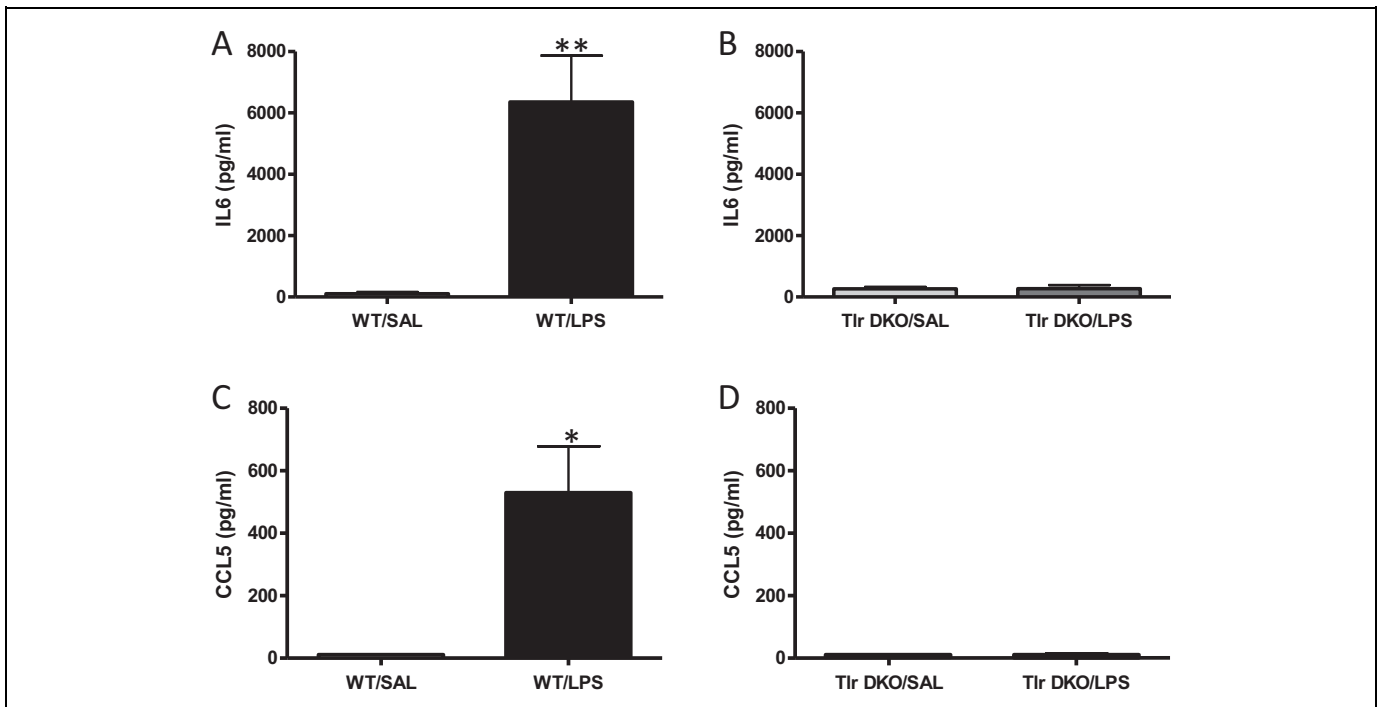 A
8000
6000
4000
2000
0
IL6 (pg/ml)
**
WT/SAL
WT/LPS
B
8000
6000
4000
2000
0
IL6 (pg/ml)
Tlr DKO/SAL
Tlr DKO/LPS
C
800
600
400
200
0
CCL5 (pg/ml)
*
WT/SAL
WT/LPS
D
800
600
400
200
0
CCL5 (pg/ml)
Tlr DKO/SAL
Tlr DKO/LPS